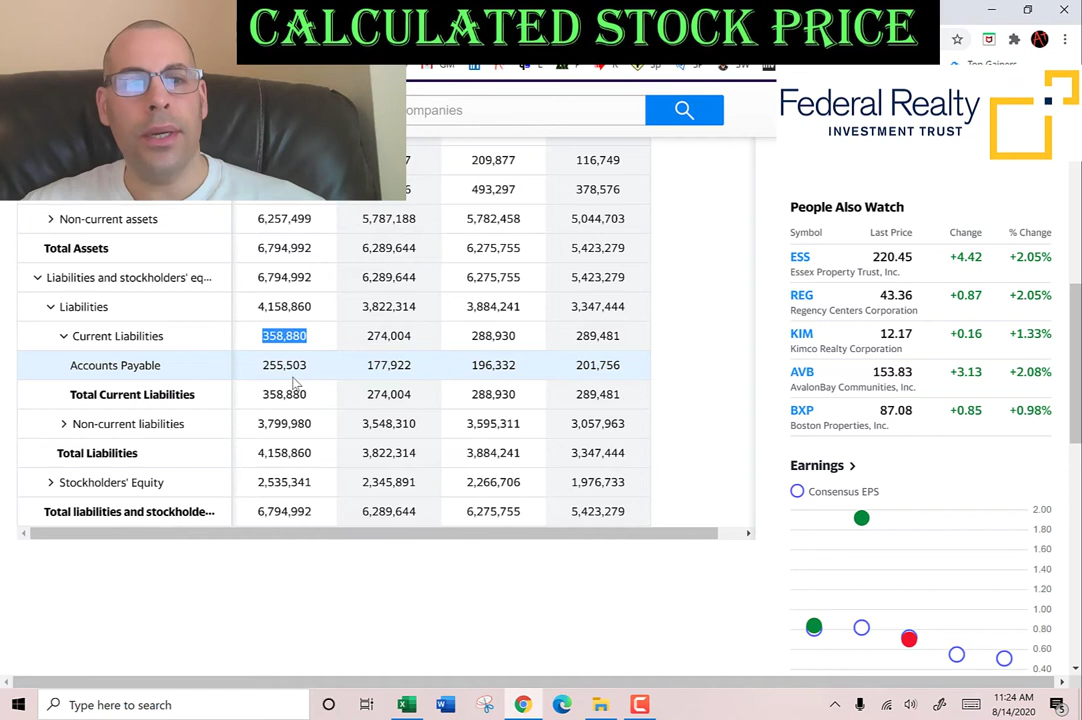 CALCULATED STOCK PRICE
Top Gainers
ompanies
Federal Realty
INVESTMENT TRUST
7 209,877 116,749
6 493,297 378,576
Non-current assets 6,257,499 5,787,188 5,782,458 5,044,703
Total Assets 6,794,992 6,289,644 6,275,755 5,423,279
Liabilities and stockholders' eq... 6,794,992 6,289,644 6,275,755 5,423,279
Liabilities 4,158,860 3,822,314 3,884,241 3,347,444
Current Liabilities 358,880 274,004 288,930 289,481
Accounts Payable 255,503 177,922 196,332 201,756
Total Current Liabilities 358,880 274,004 288,930 289,481
Non-current liabilities 3,799,980 3,548,310 3,595,311 3,057,963
Total Liabilities 4,158,860 3,822,314 3,884,241 3,347,444
Stockholders' Equity 2,535,341 2,345,891 2,266,706 1,976,733
Total liabilities and stockholde... 6,794,992 6,289,644 6,275,755 5,423,279
People Also Watch
Symbol Last Price Change % Change
ESS 220.45 +4.42 +2.05%
Essex Property Trust, Inc.
REG 43.36 +0.87 +2.05%
Regency Centers Corporation
KIM 12.17 +0.16 +1.33%
Kimco Realty Corporation
AVB 153.83 +3.13 +2.08%
AvalonBay Communities, Inc.
BXP 87.08 +0.85 +0.98%
Boston Properties, Inc.
Earnings
Consensus EPS
2.00
1.80
1.60
1.40
1.20
1.00
0.80
0.60
0.40
Type here to search
11:24 AM
8/14/2020
5